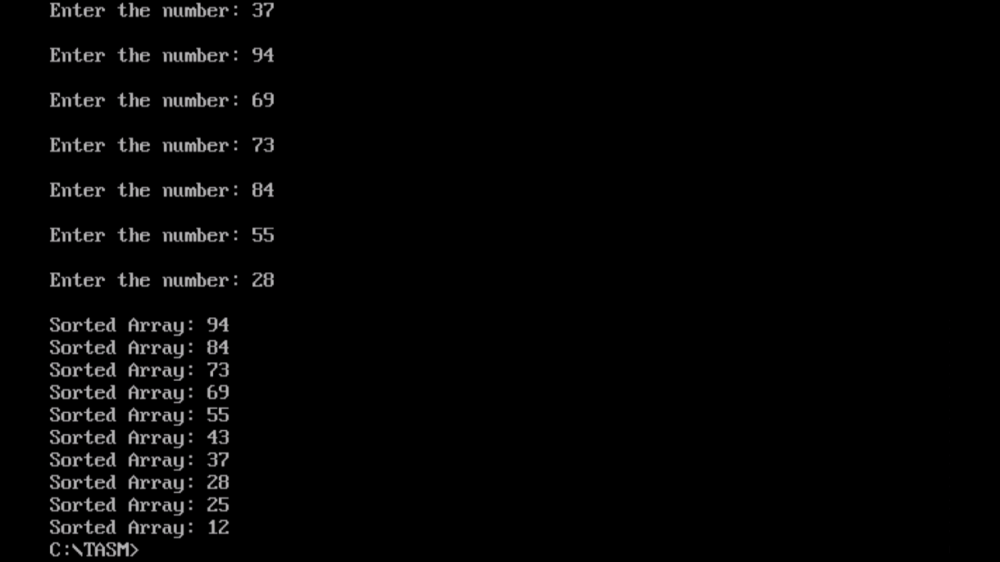 Enter the number: 37
Enter the number: 94
Enter the number: 69
Enter the number: 73
Enter the number: 84
Enter the number: 55
Enter the number: 28
Sorted Array: 94
Sorted Array: 84
Sorted Array: 73
Sorted Array: 69
Sorted Array: 55
Sorted Array: 43
Sorted Array: 37
Sorted Array: 28
Sorted Array: 25
Sorted Array: 12
C:\TASM>